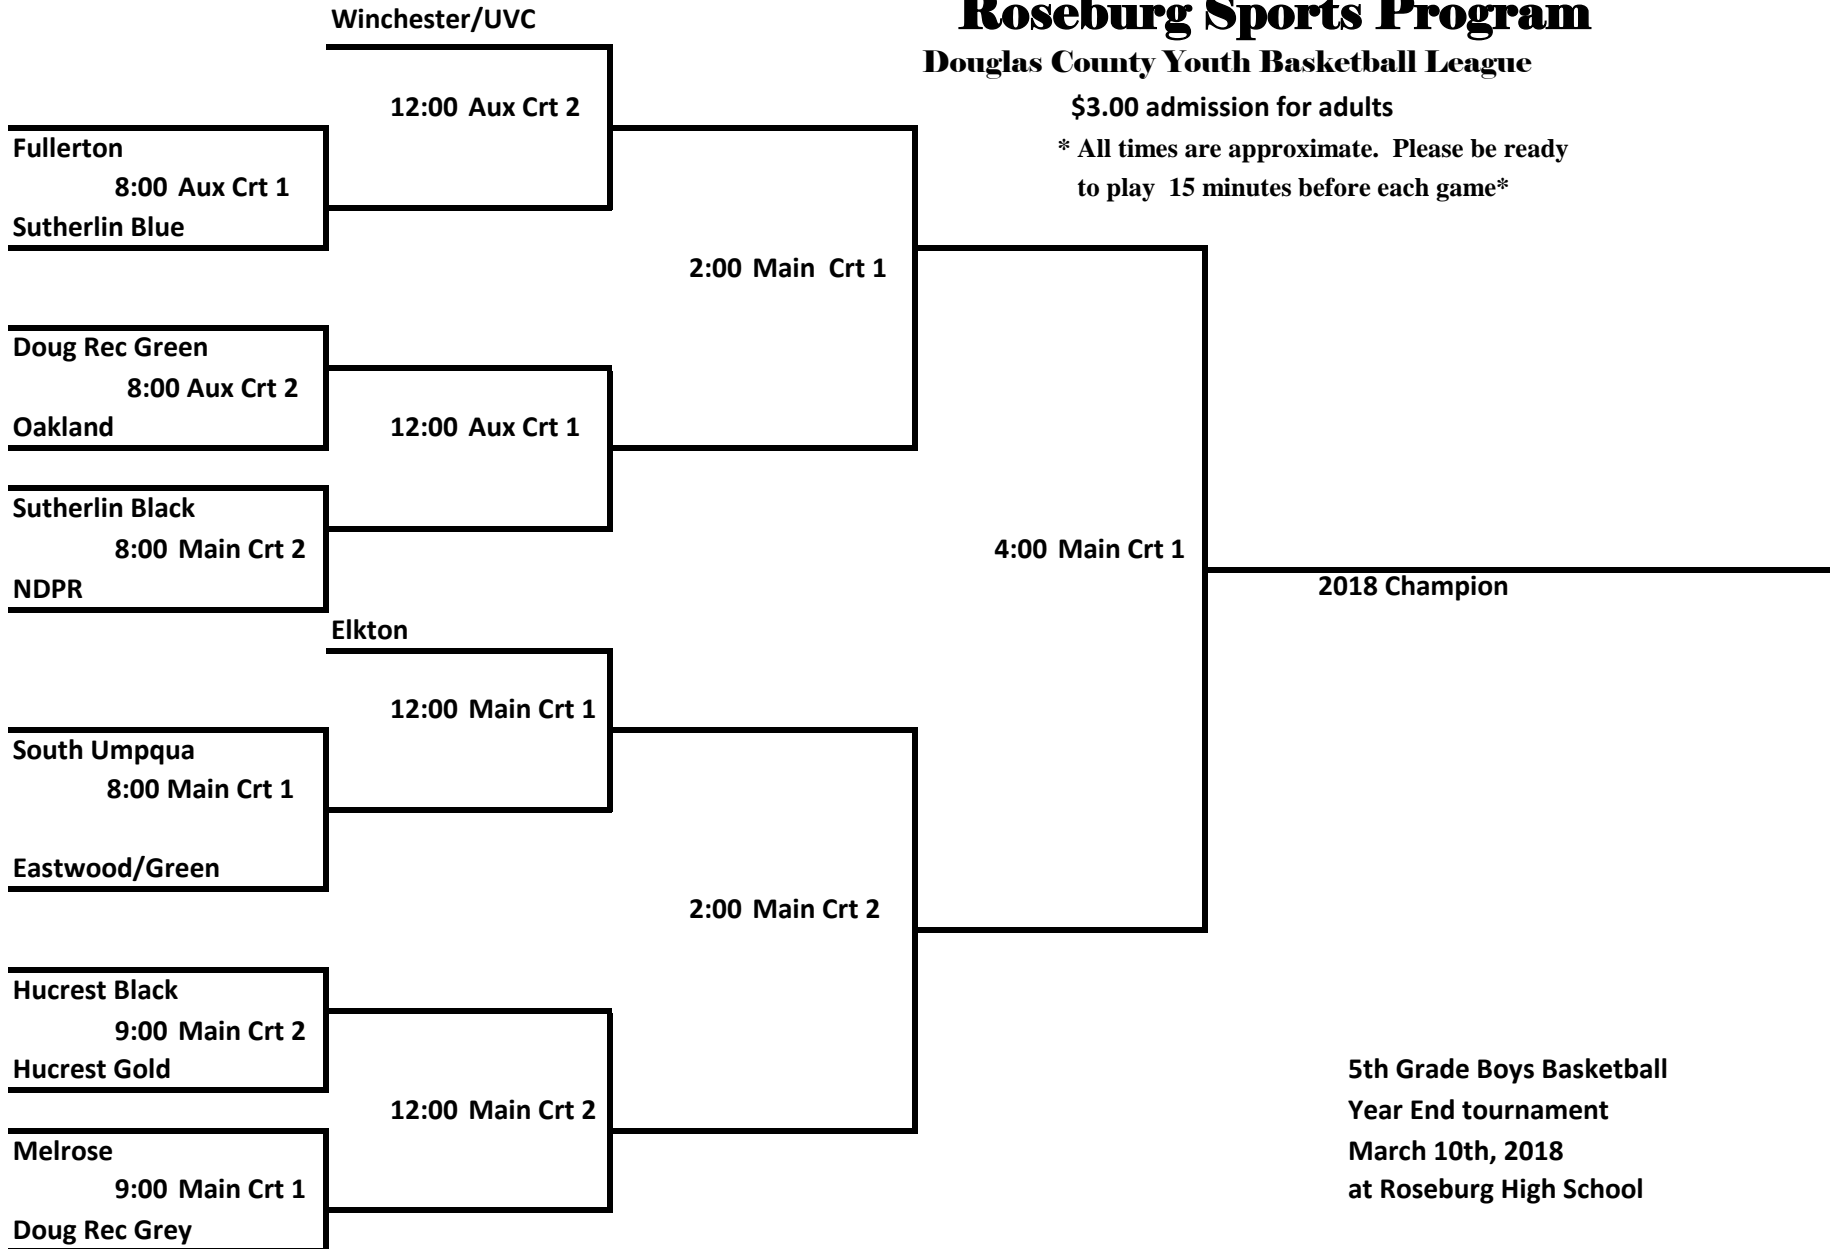 Roseburg Sports Program
Douglas County Youth Basketball League
$3.00 admission for adults
* All times are approximate.  Please be ready
to play  15 minutes before each game*
Winchester/UVC
12:00 Aux Crt 2
Fullerton
8:00 Aux Crt 1
Sutherlin Blue
2:00 Main  Crt 1
Doug Rec Green
8:00 Aux Crt 2
Oakland
12:00 Aux Crt 1
Sutherlin Black
8:00 Main Crt 2
NDPR
4:00 Main Crt 1
2018 Champion
Elkton
12:00 Main Crt 1
South Umpqua
8:00 Main Crt 1
Eastwood/Green
2:00 Main Crt 2
Hucrest Black
9:00 Main Crt 2
Hucrest Gold
12:00 Main Crt 2
Melrose
9:00 Main Crt 1
Doug Rec Grey
5th Grade Boys Basketball
Year End tournament
March 10th, 2018
at Roseburg High School